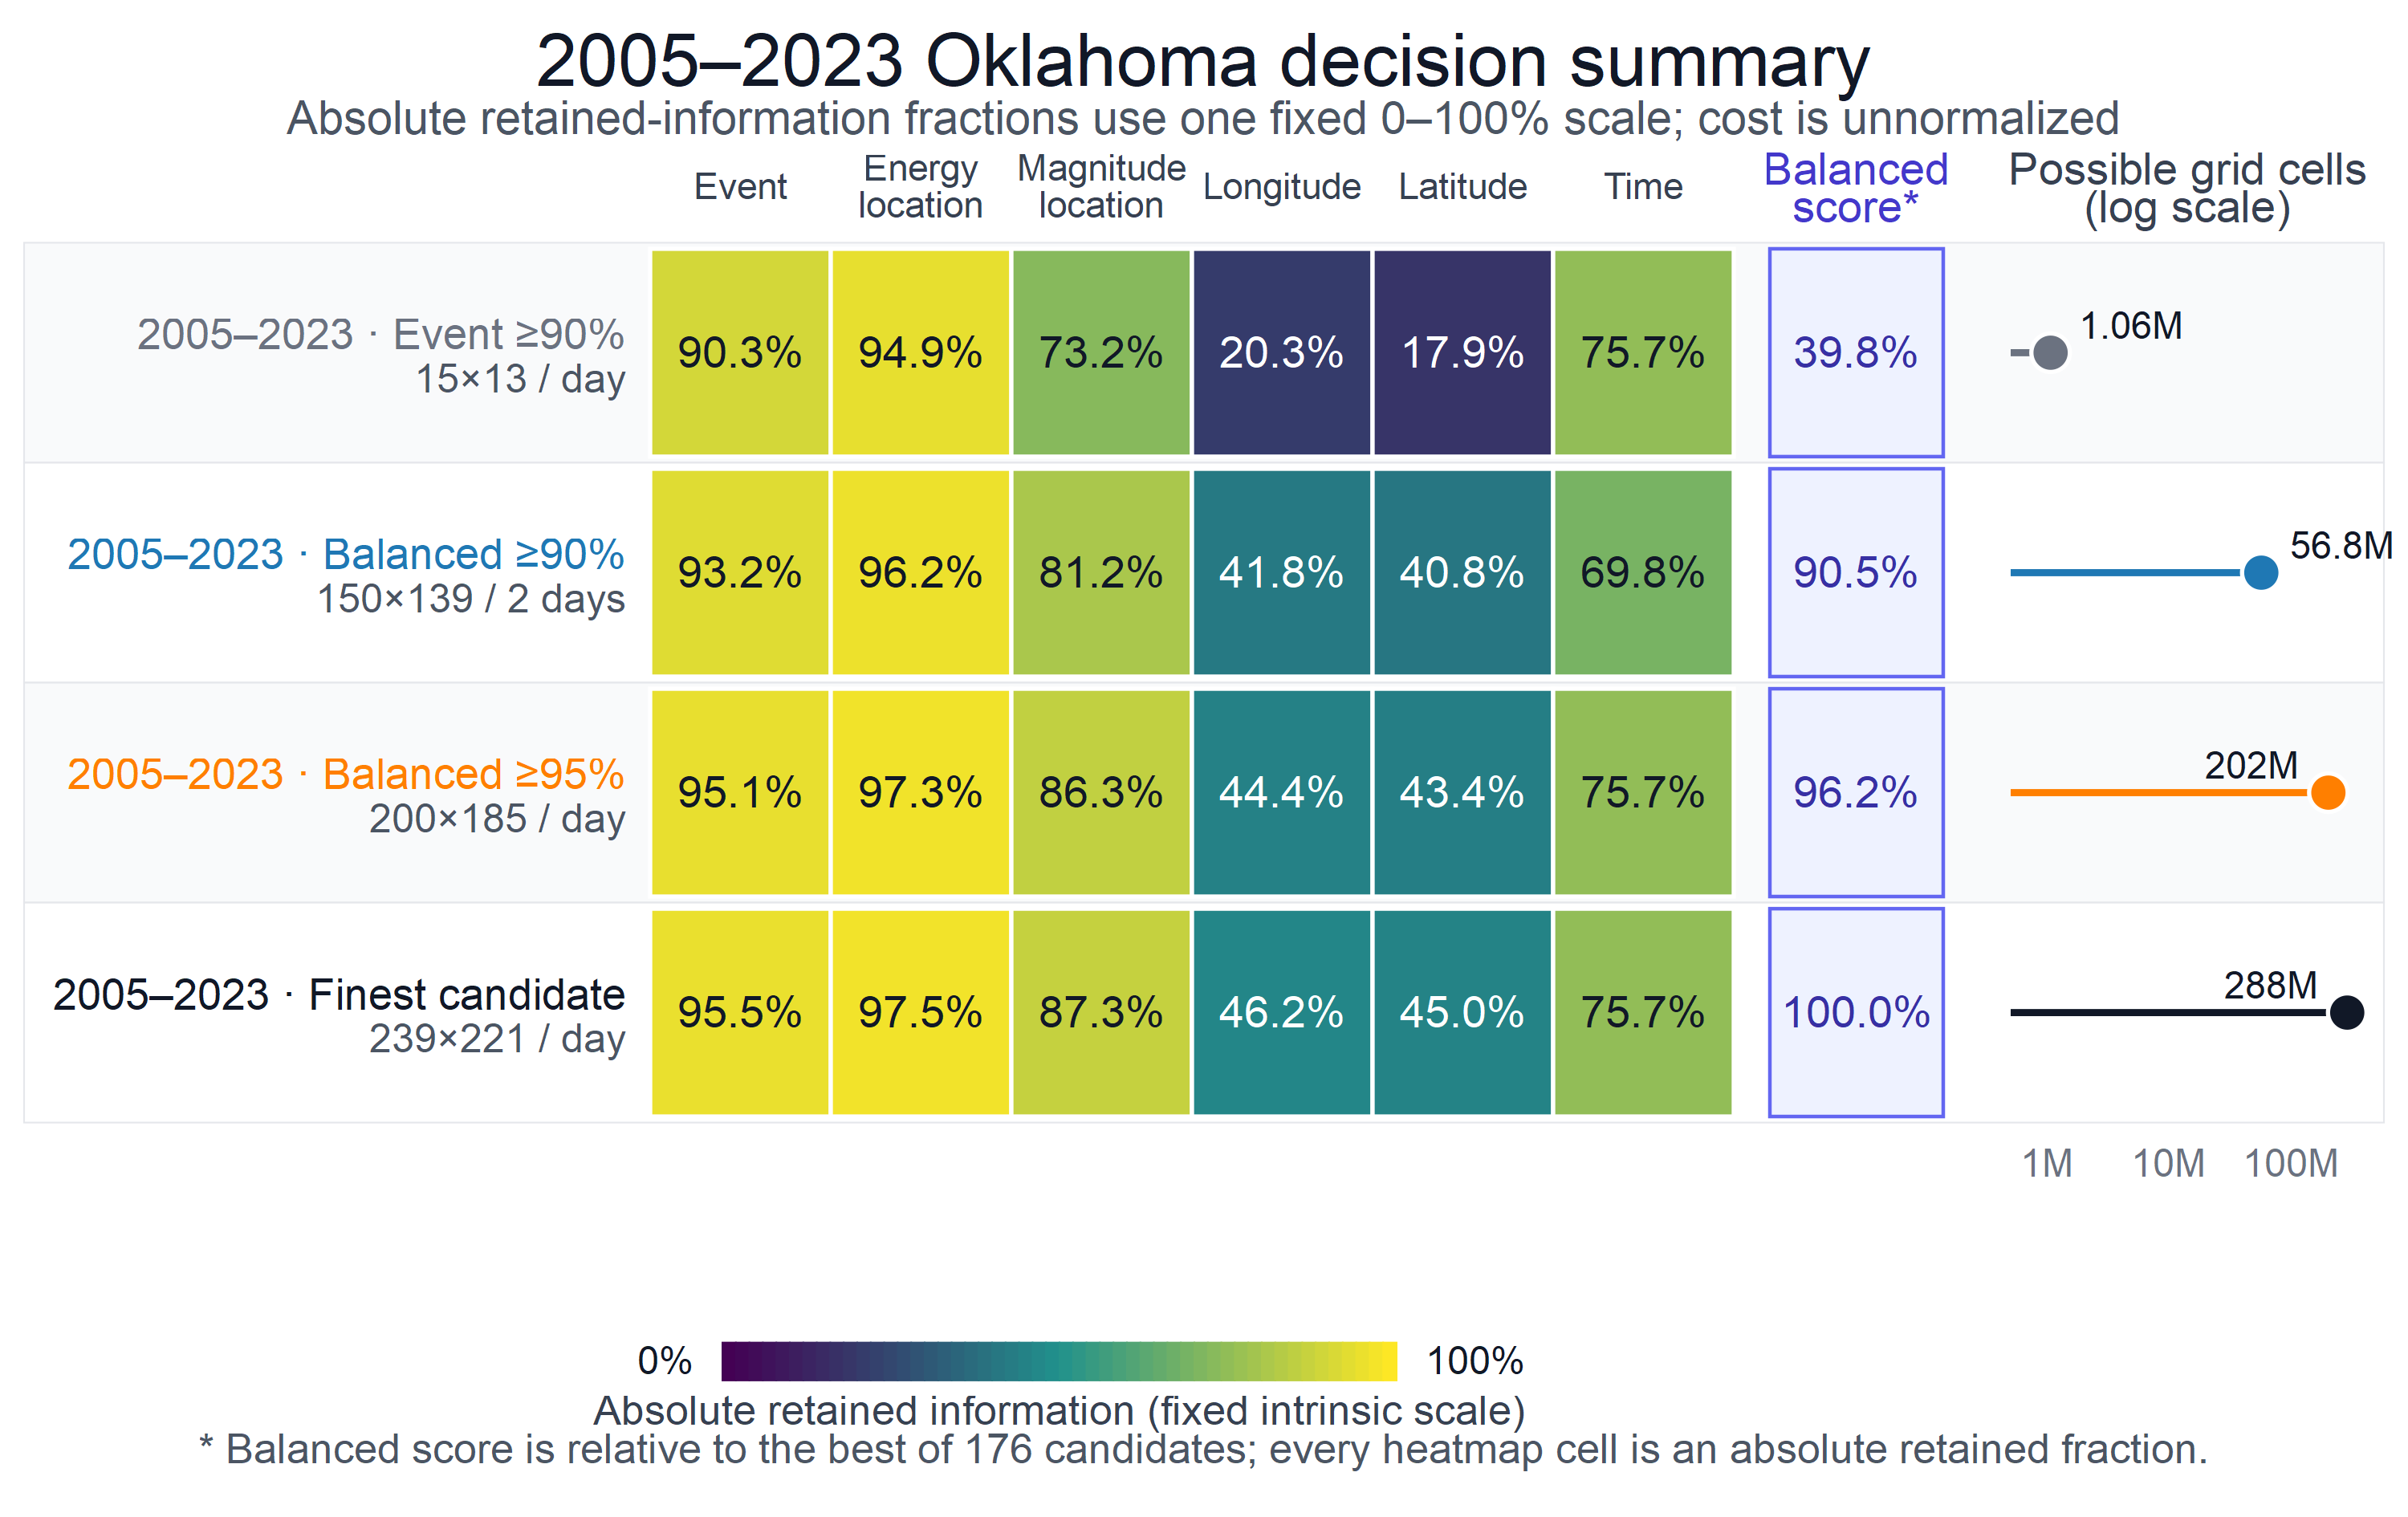 2005–2023 Oklahoma decision summary
Absolute retained-information fractions use one fixed 0–100% scale; cost is unnormalized
Event
Energy
location
Magnitude
location
Longitude
Latitude
Time
Balanced
score*
Possible grid cells
(log scale)
2005–2023 · Event ≥90%
15×13 / day
90.3% 94.9% 73.2% 20.3% 17.9% 75.7% 39.8% 1.06M
2005–2023 · Balanced ≥90%
150×139 / 2 days
93.2% 96.2% 81.2% 41.8% 40.8% 69.8% 90.5% 56.8M
2005–2023 · Balanced ≥95%
200×185 / day
95.1% 97.3% 86.3% 44.4% 43.4% 75.7% 96.2% 202M
2005–2023 · Finest candidate
239×221 / day
95.5% 97.5% 87.3% 46.2% 45.0% 75.7% 100.0% 288M
1M 10M 100M
0% 100%
Absolute retained information (fixed intrinsic scale)
* Balanced score is relative to the best of 176 candidates; every heatmap cell is an absolute retained fraction.